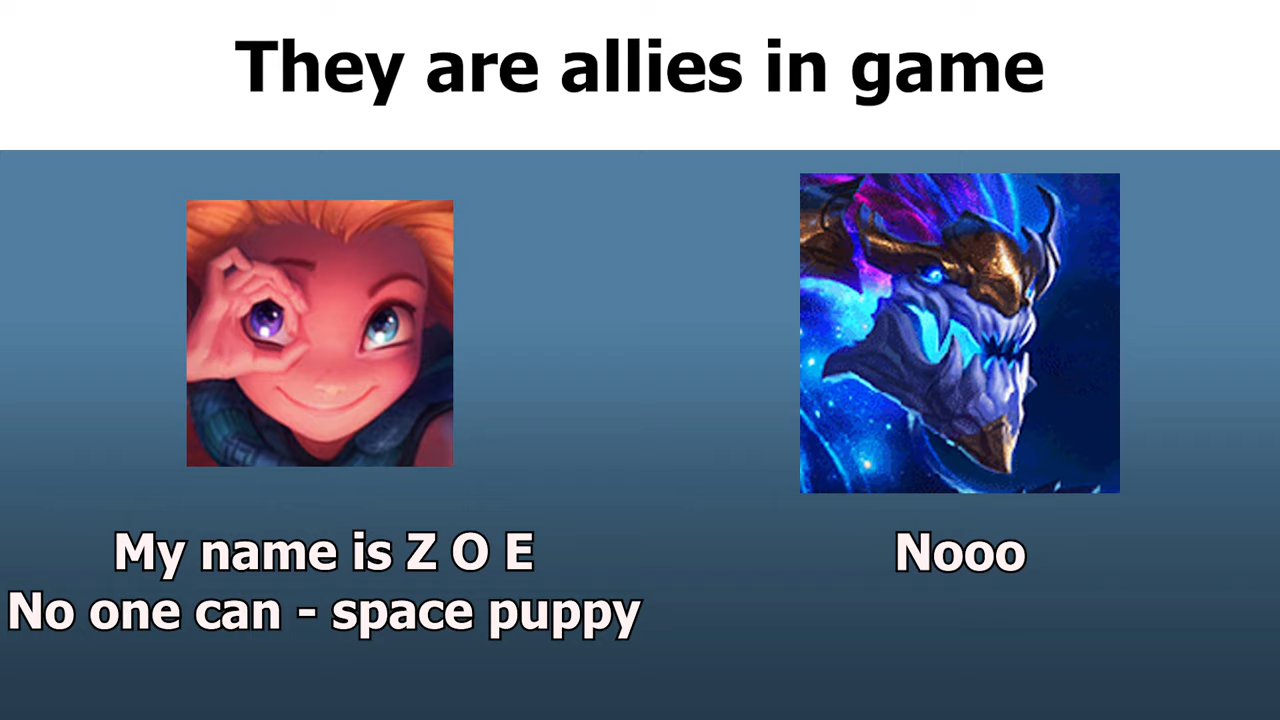 They are allies in game
My name is Z O E
No one can - space puppy
Nooo